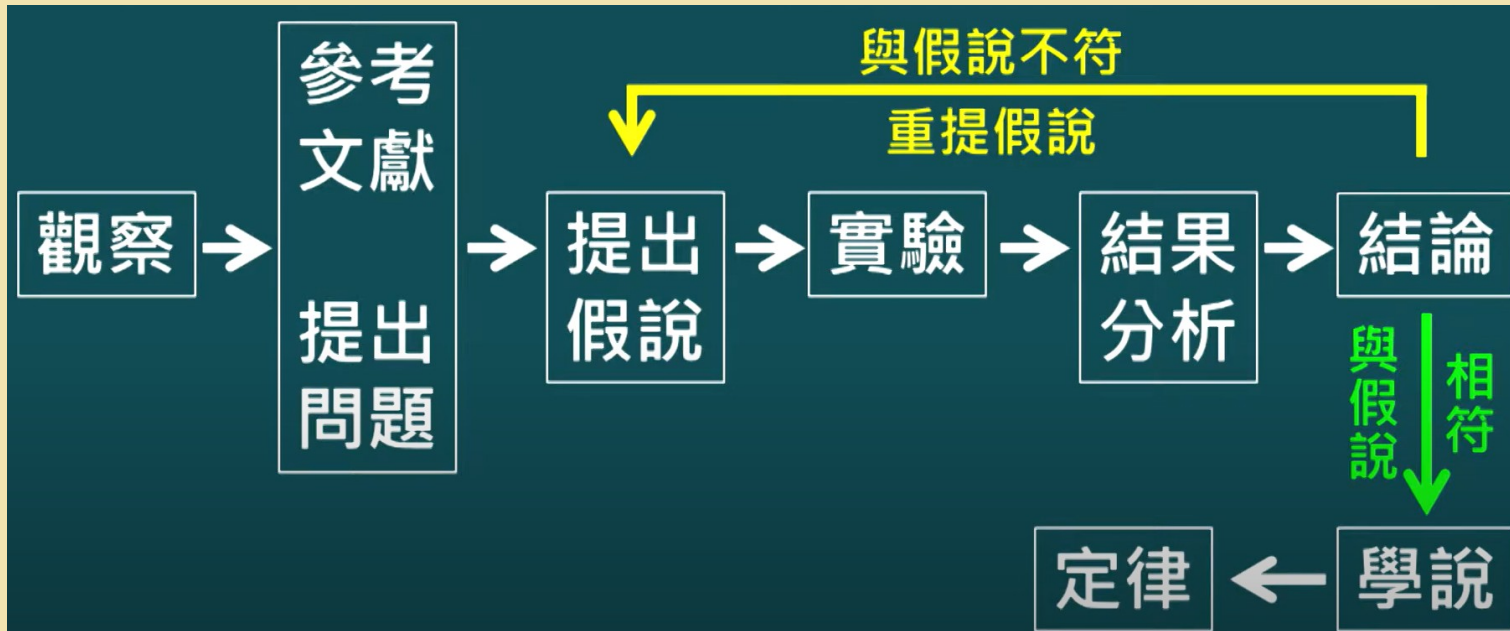 觀察
參考
文獻
提出
問題
提出
假說
實驗
結果
分析
結論
與假說不符
重提假說
與假說
相符
學說
定律